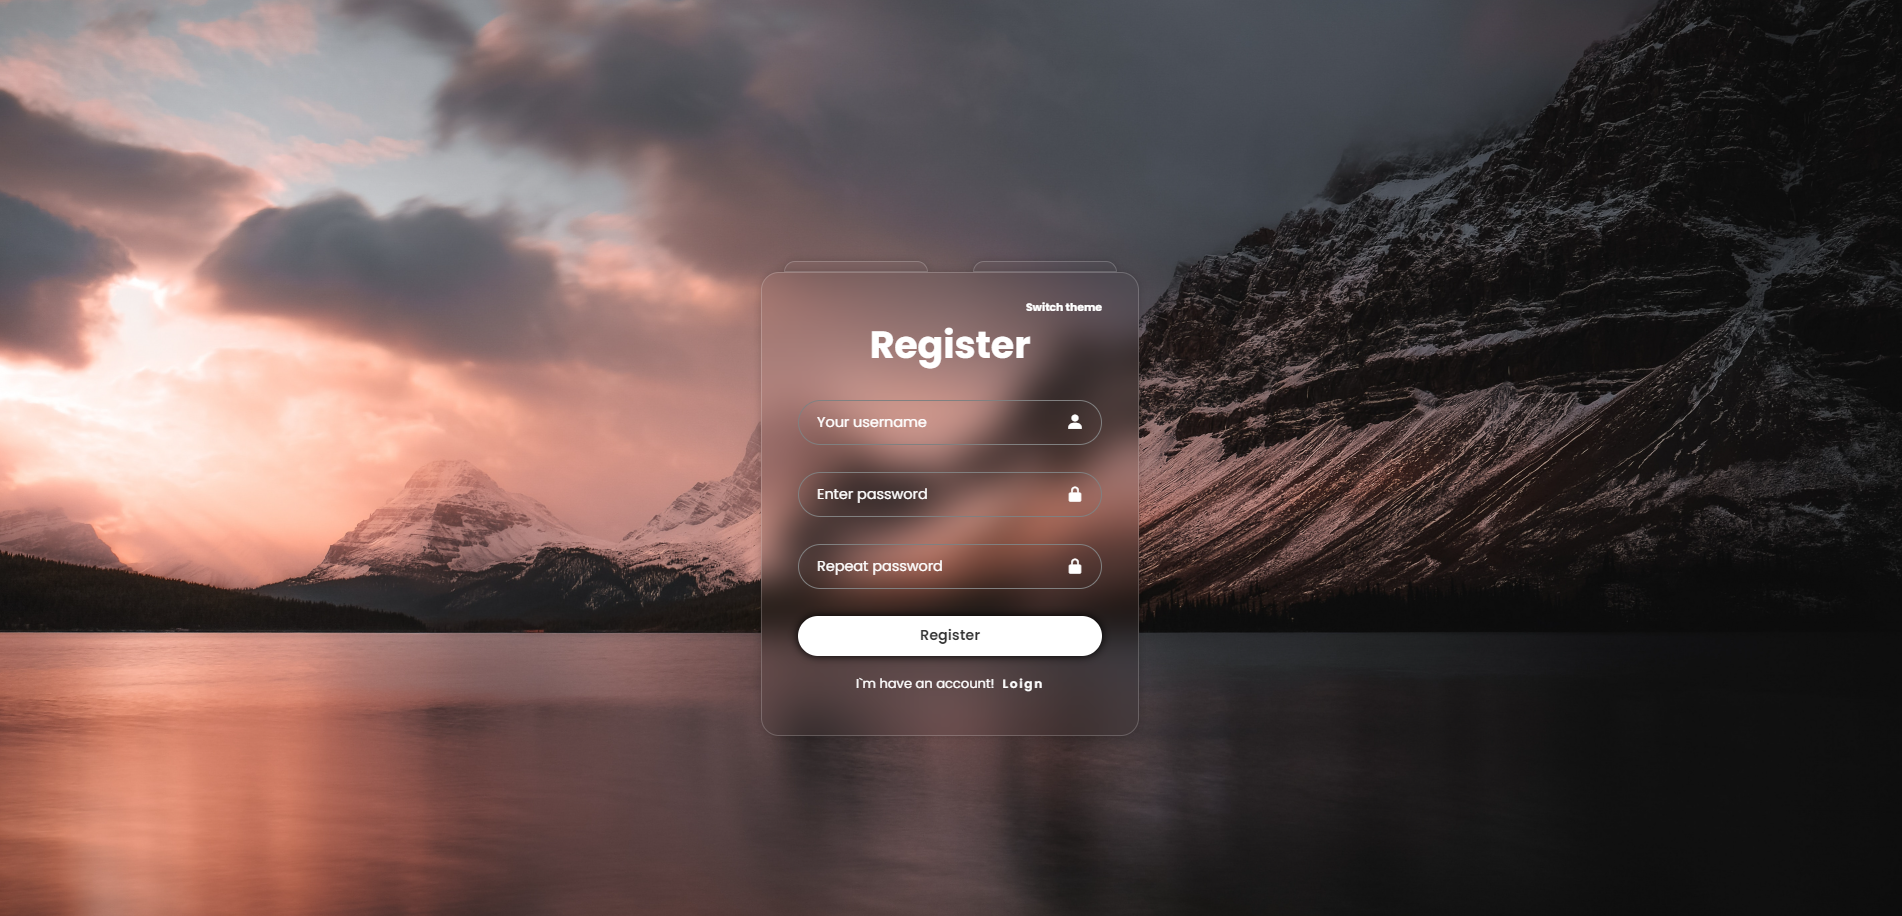 Switch theme
Register
Your username
Enter password
Repeat password
Register
I`m have an account! Loign